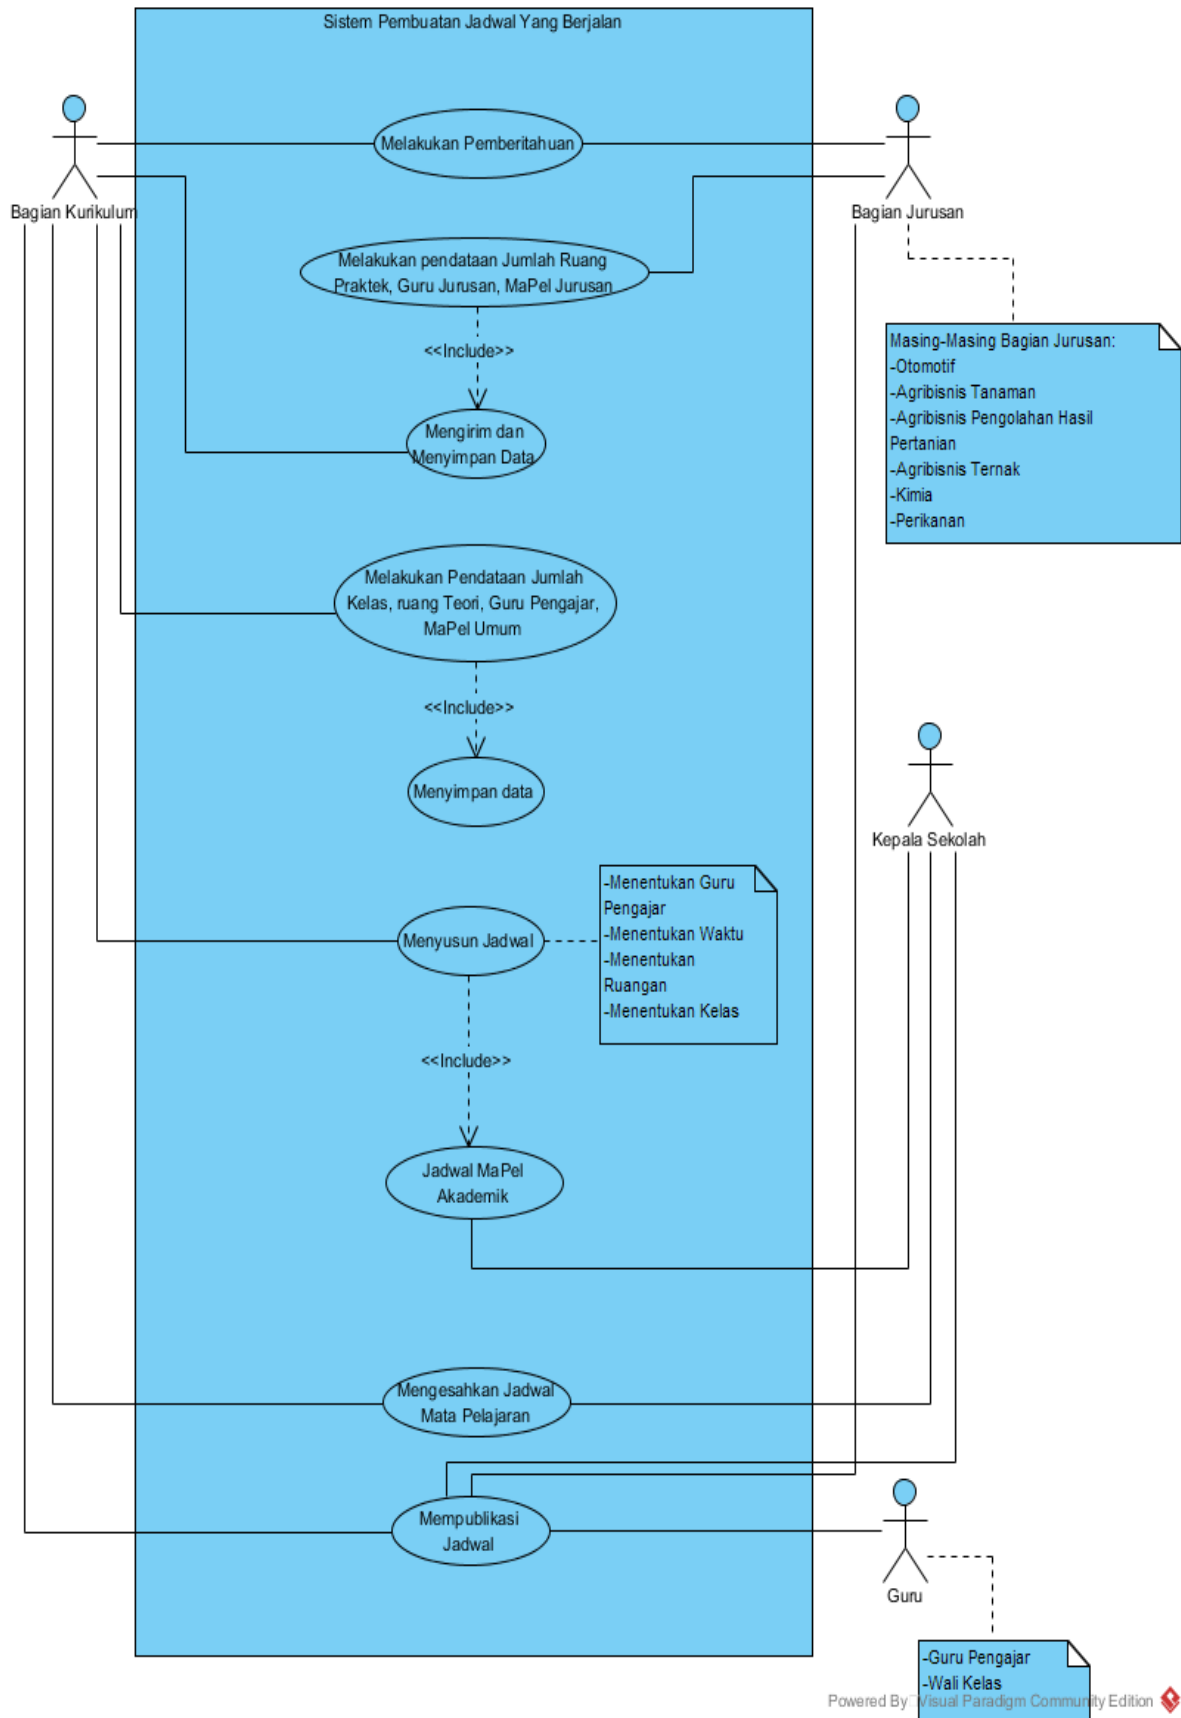 Sistem Pembuatan Jadwal Yang Berjalan
Melakukan Pemberitahuan
Bagian Kurikulum
Bagian Jurusan
Melakukan pendataan Jumlah Ruang
Praktek, Guru Jurusan, MaPel Jurusan
<<Include>>
Masing-Masing Bagian Jurusan:
-Otomotif
-Agribisnis Tanaman
-Agribisnis Pengolahan Hasil
Pertanian
-Agribisnis Ternak
-Kimia
-Perikanan
Mengirim dan
Menyimpan Data
Melakukan Pendataan Jumlah
Kelas, ruang Teori, Guru Pengajar,
MaPel Umum
<<Include>>
Menyimpan data
Kepala Sekolah
-Menentukan Guru
Pengajar
-Menentukan Waktu
-Menentukan
Ruangan
-Menentukan Kelas
Menyusun Jadwal
<<Include>>
Jadwal MaPel
Akademik
Mengesahkan Jadwal
Mata Pelajaran
Mempublikasi
Jadwal
Guru
-Guru Pengajar
-Wali Kelas
Powered By Visual Paradigm Community Edition